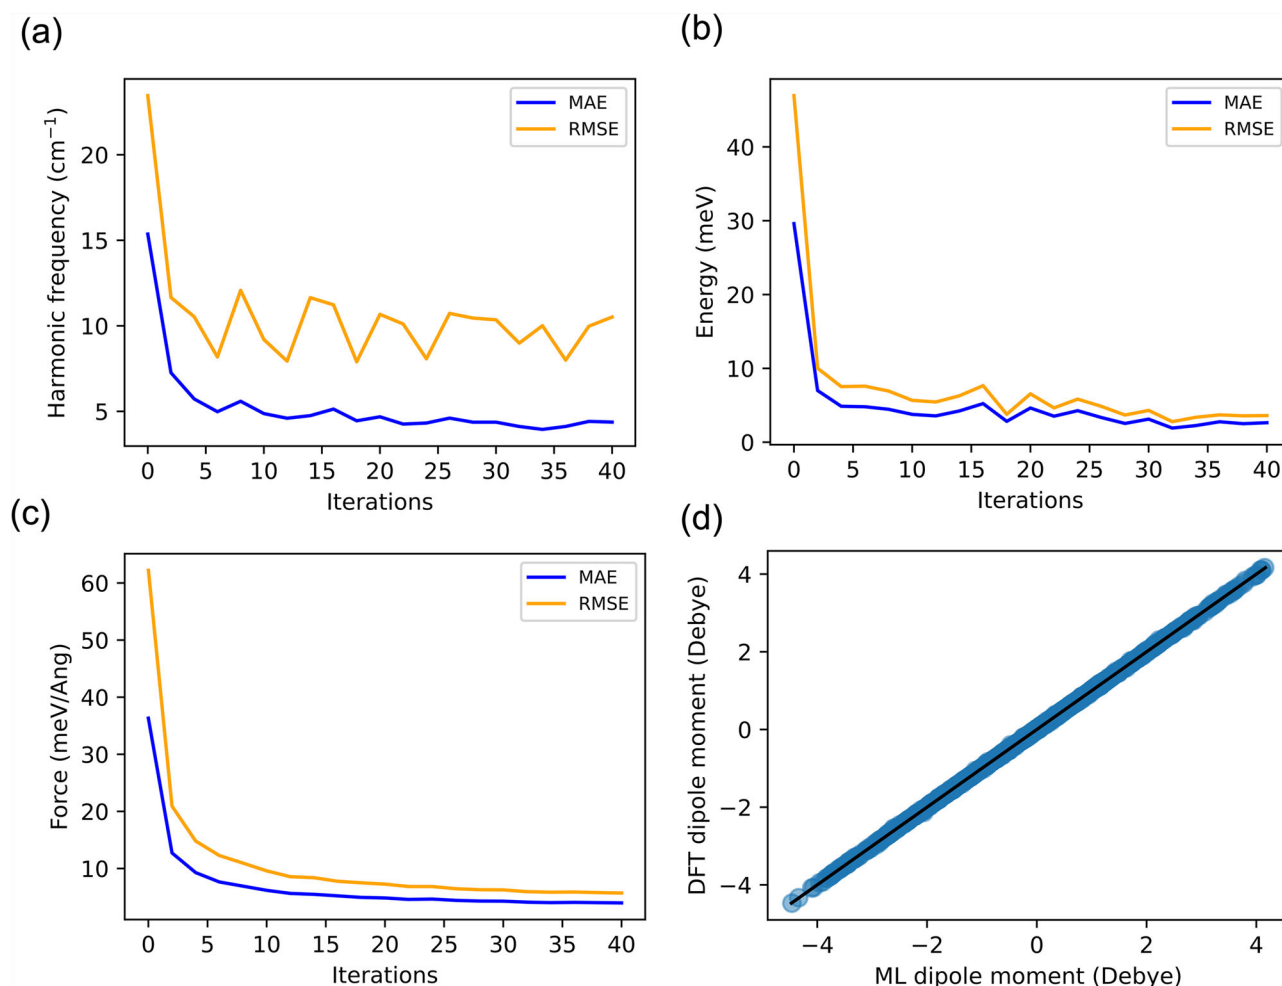 (a)
Harmonic frequency (cm⁻¹)
20
15
10
5
MAE
RMSE
0 5 10 15 20 25 30 35 40
Iterations
(b)
Energy (meV)
40
30
20
10
0
MAE
RMSE
0 5 10 15 20 25 30 35 40
Iterations
(c)
Force (meV/Ang)
60
50
40
30
20
10
MAE
RMSE
0 5 10 15 20 25 30 35 40
Iterations
(d)
DFT dipole moment (Debye)
4
2
0
−2
−4
−4 −2 0 2 4
ML dipole moment (Debye)